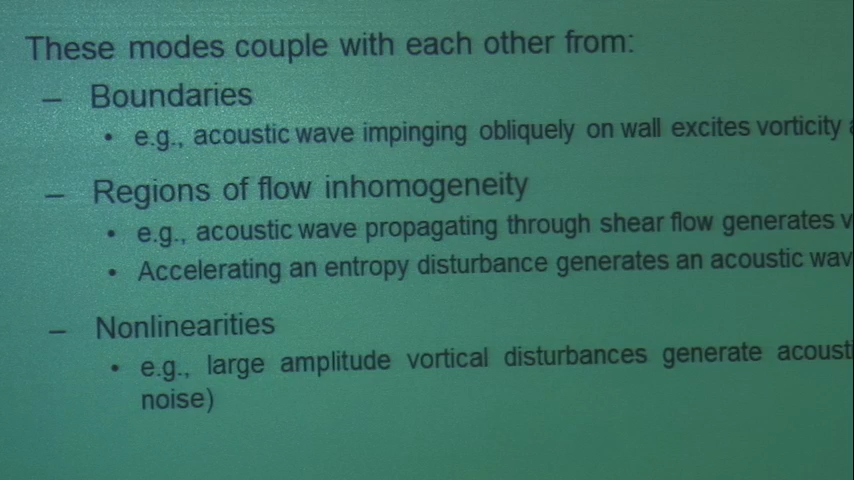 These modes couple with each other from:
– Boundaries
• e.g., acoustic wave impinging obliquely on wall excites vorticity
– Regions of flow inhomogeneity
• e.g., acoustic wave propagating through shear flow generates
• Accelerating an entropy disturbance generates an acoustic
– Nonlinearities
• e.g., large amplitude vortical disturbances generate
noise)